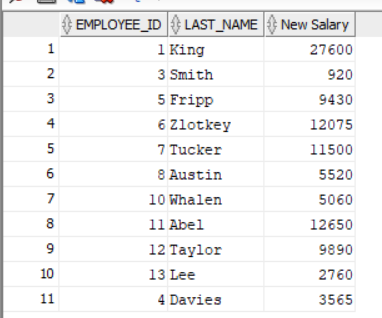 EMPLOYEE_ID LAST_NAME New Salary
1 1 King 27600
2 3 Smith 920
3 5 Fripp 9430
4 6 Zlotkey 12075
5 7 Tucker 11500
6 8 Austin 5520
7 10 Whalen 5060
8 11 Abel 12650
9 12 Taylor 9890
10 13 Lee 2760
11 4 Davies 3565